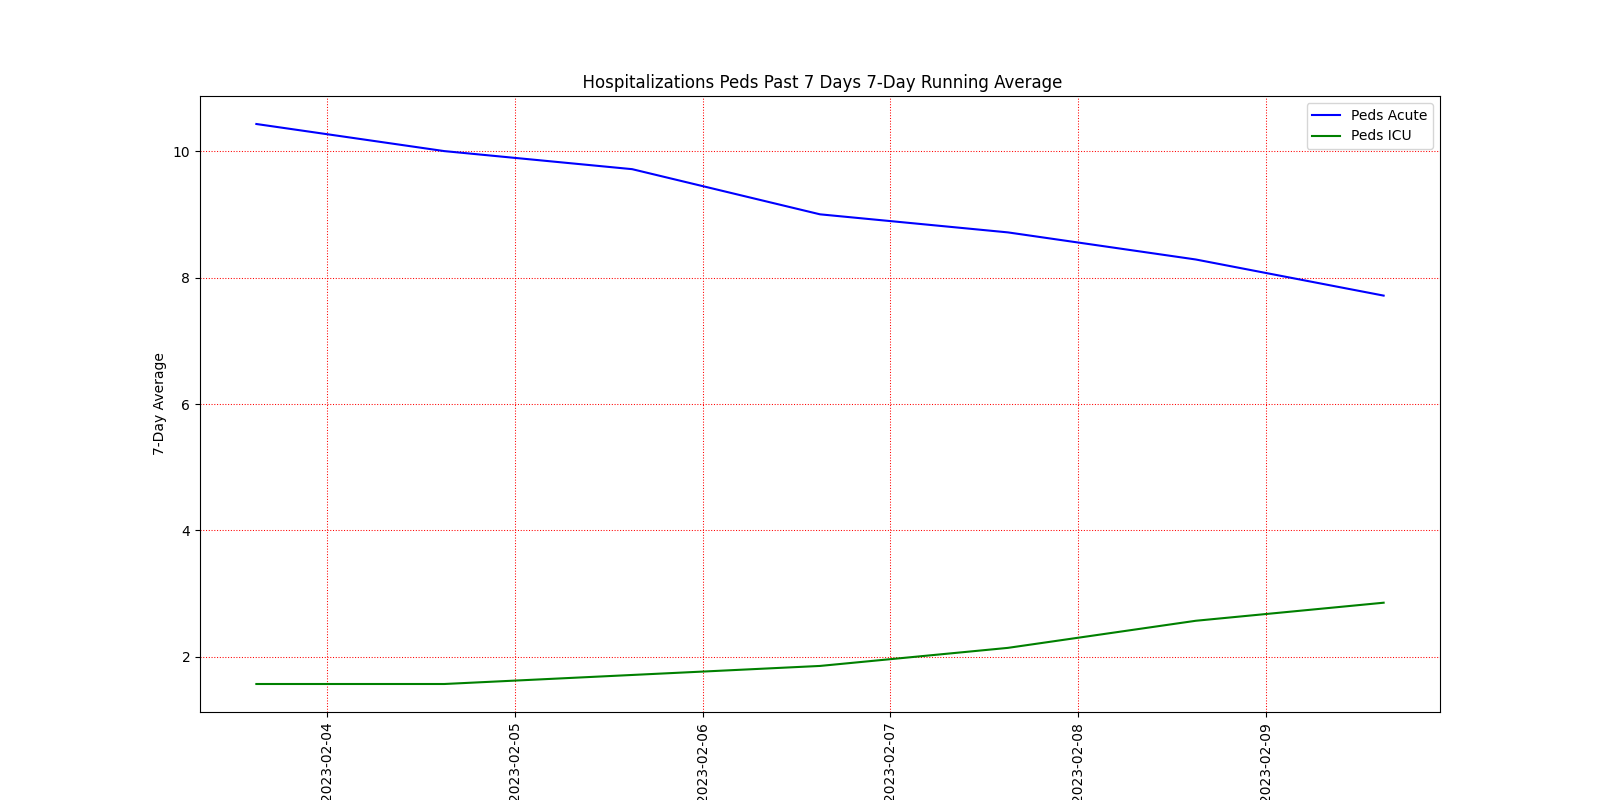 Hospitalizations Peds Past 7 Days 7-Day Running Average
Peds Acute
Peds ICU
10
8
6
4
2
7-Day Average
2023-02-04
2023-02-05
2023-02-06
2023-02-07
2023-02-08
2023-02-09